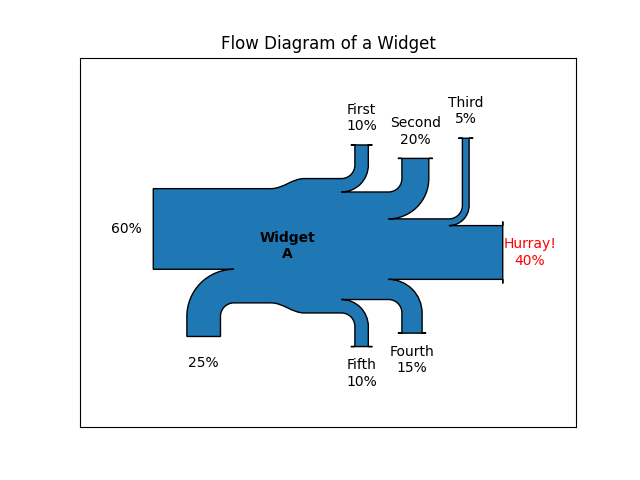 Flow Diagram of a Widget
First
10%
Second
20%
Third
5%
60%
Widget
A
Hurray!
40%
25%
Fifth
10%
Fourth
15%